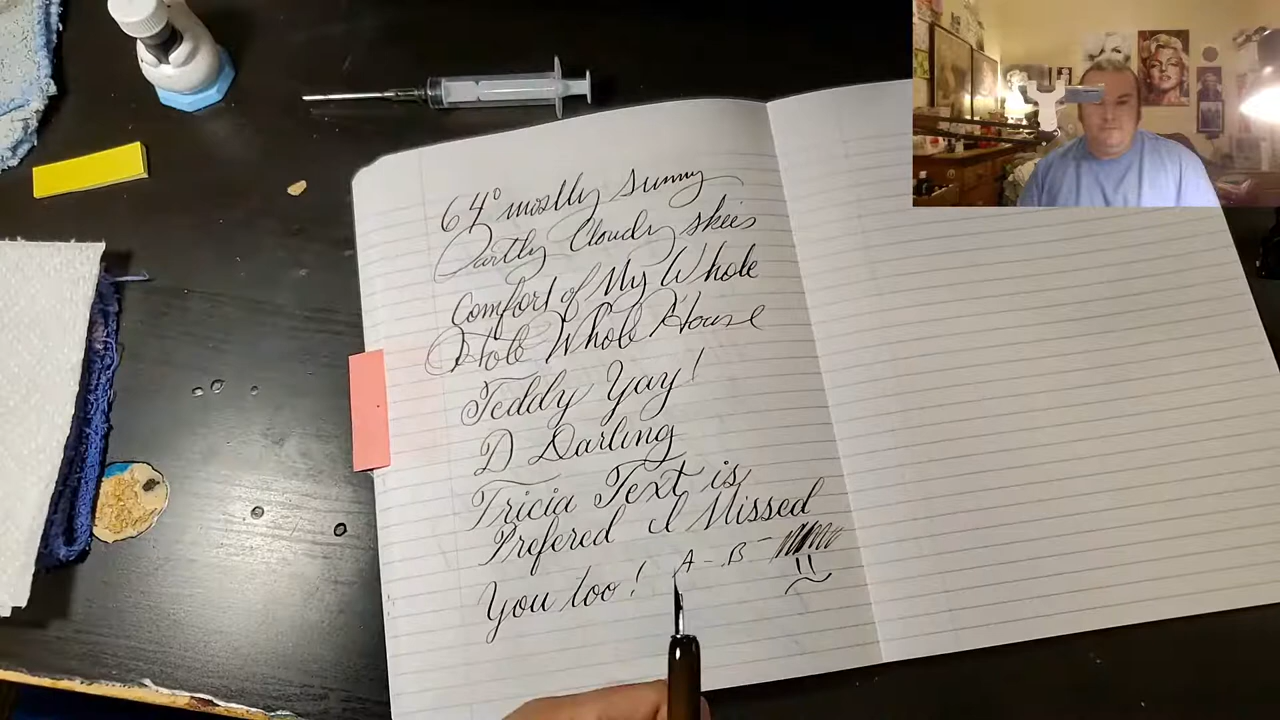 64° mostly sunny
Partly Cloudy skies
Comfort of My Whole
Hole Whole House
Teddy Yay!
D Darling
Tricia Text is
Prefered I Missed
You too! A - B -